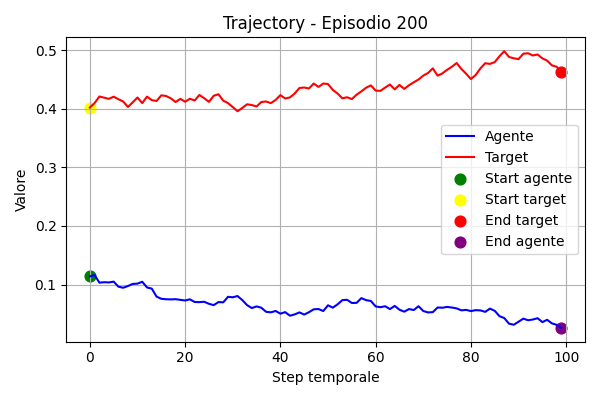 Trajectory - Episodio 200
Valore
0.5
0.4
0.3
0.2
0.1
Agente
Target
Start agente
Start target
End target
End agente
0 20 40 60 80 100
Step temporale